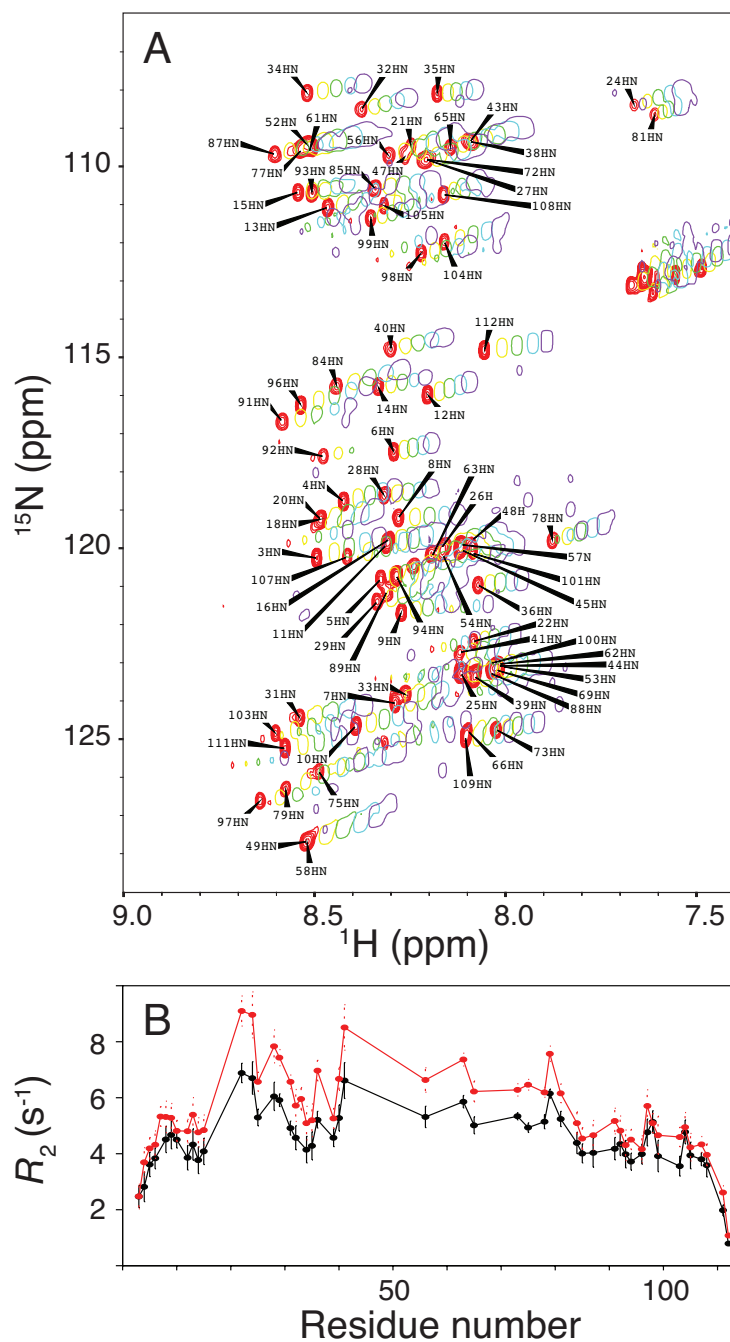 A
34HN
32HN
35HN
24HN
52HN
61HN
21HN
65HN
43HN
81HN
87HN
56HN
38HN
77HN
93HN
85HN
47HN
72HN
27HN
15HN
105HN
108HN
13HN
99HN
98HN
104HN
110
40HN
112HN
115
84HN
96HN
91HN
14HN
12HN
6HN
92HN
8HN
63HN
28HN
26H
4HN
48H
20HN
78HN
18HN
120
57N
3HN
101HN
107HN
45HN
16HN
36HN
11HN
5HN
94HN
54HN
22HN
29HN
9HN
41HN
100HN
89HN
62HN
44HN
33HN
53HN
7HN
69HN
31HN
25HN
39HN
88HN
103HN
125
111HN
10HN
73HN
66HN
109HN
75HN
97HN
79HN
49HN
58HN
15N (ppm)
9.0 8.5 8.0 7.5
1H (ppm)
B
8
6
4
2
R2 (s-1)
50 100
Residue number